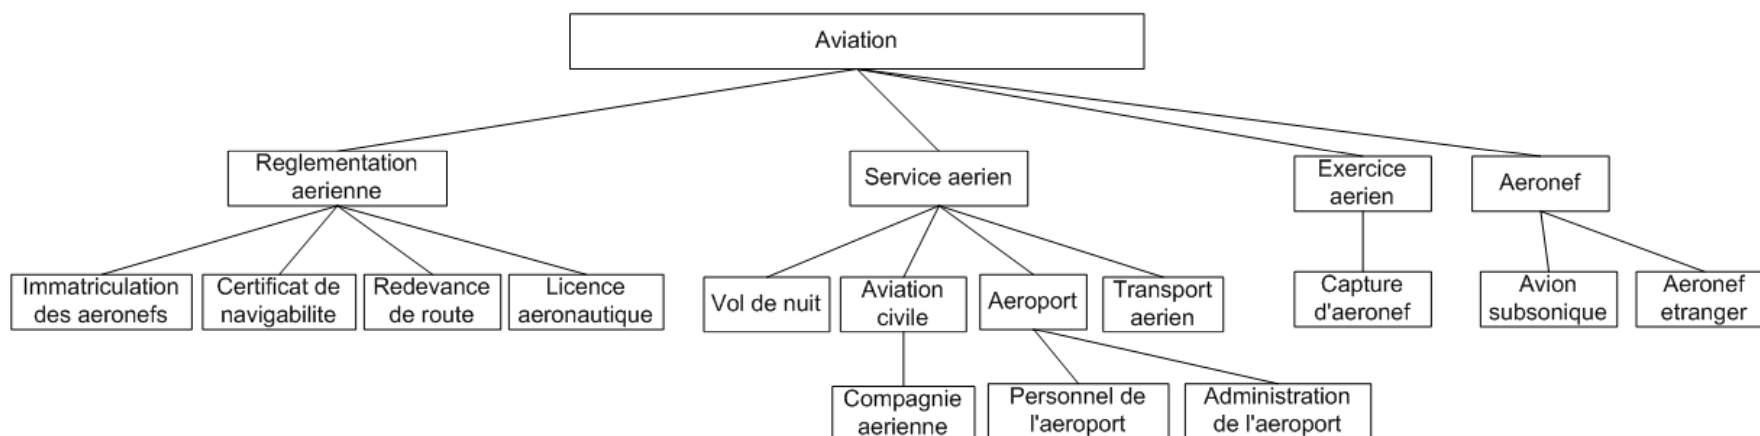 Aviation
Reglementation
aerienne
Service aerien
Exercice
aerien
Aeronef
Immatriculation
des aeronefs
Certificat de
navigabilite
Redevance
de route
Licence
aeronautique
Vol de nuit
Aviation
civile
Aeroport
Transport
aerien
Capture
d'aeronef
Avion
subsonique
Aeronef
etranger
Compagnie
aerienne
Personnel de
l'aeroport
Administration
de l'aeroport